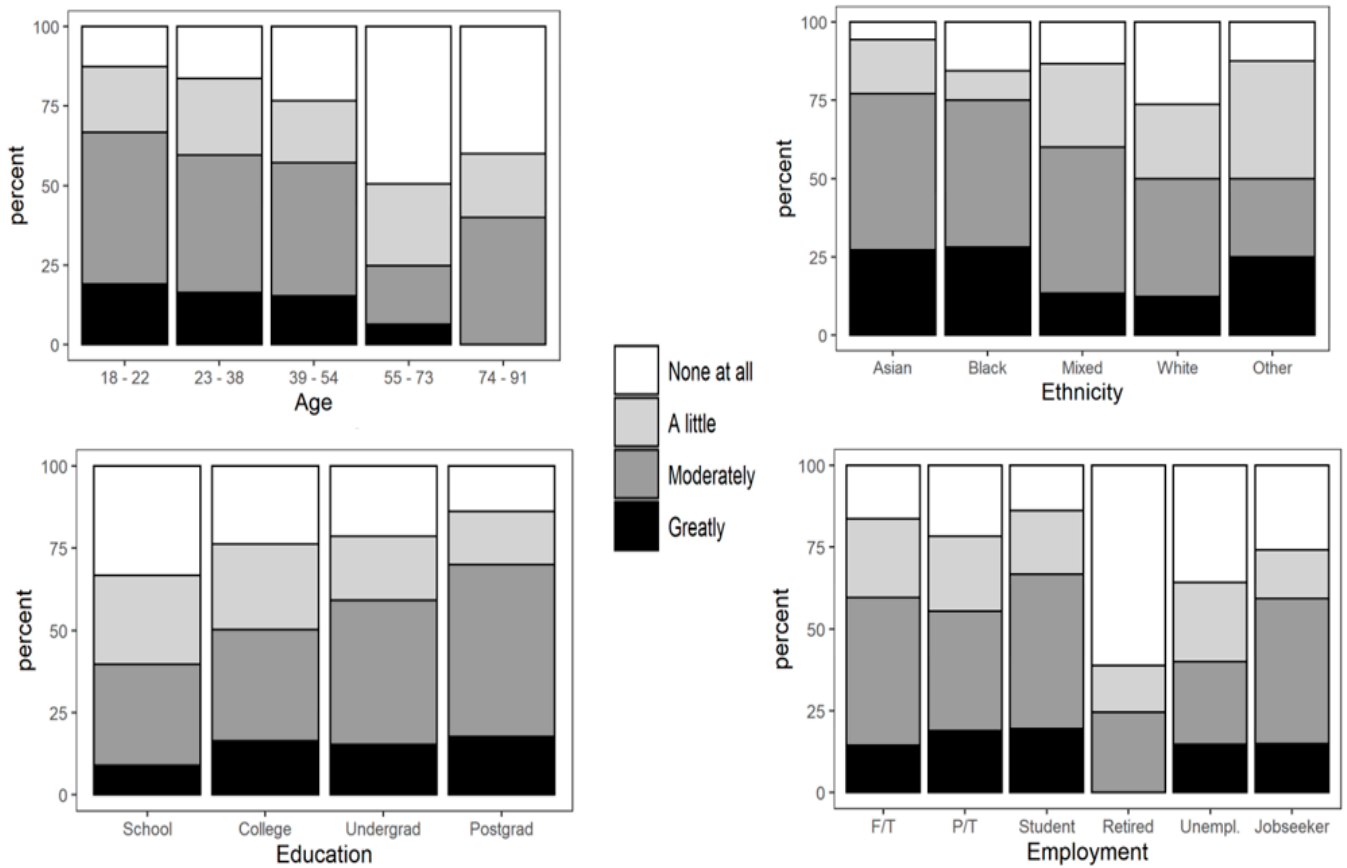 100
75
50
25
0
percent
18 - 22
23 - 38
39 - 54
55 - 73
74 - 91
Age
100
75
50
25
0
percent
Asian
Black
Mixed
White
Other
Ethnicity
None at all
A little
Moderately
Greatly
100
75
50
25
0
percent
School
College
Undergrad
Postgrad
Education
100
75
50
25
0
percent
F/T
P/T
Student
Retired
Unempl.
Jobseeker
Employment